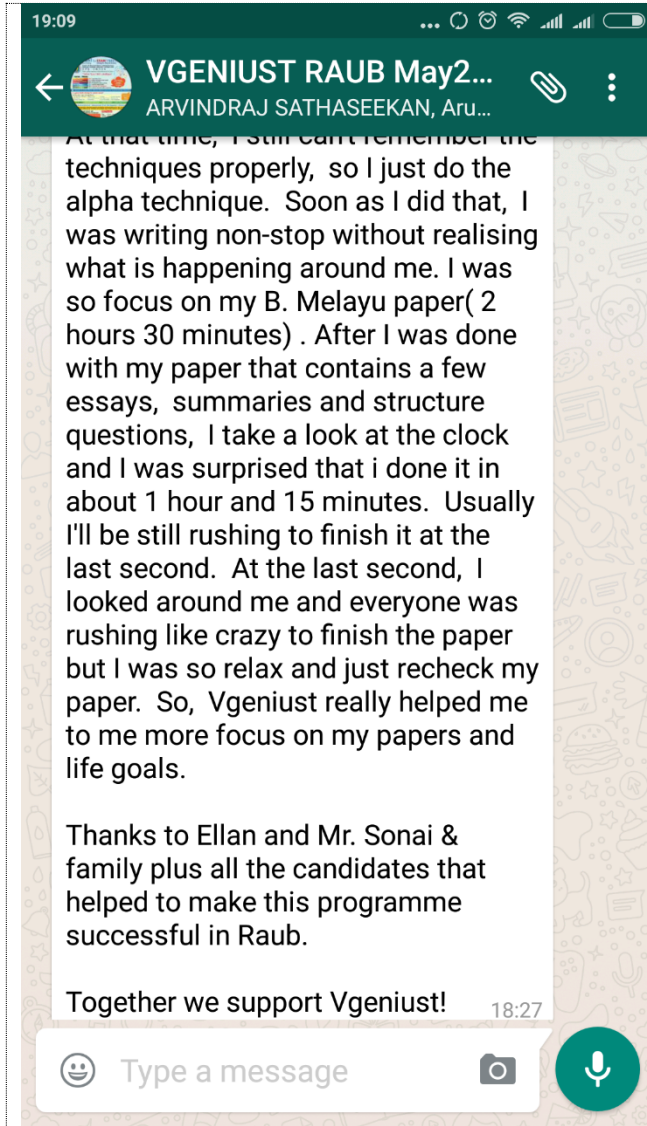 19:09
VGENIUST RAUB May2...
ARVINDRAJ SATHASEEKAN, Aru...
At that time, I still can't remember the
techniques properly, so I just do the
alpha technique. Soon as I did that, I
was writing non-stop without realising
what is happening around me. I was
so focus on my B. Melayu paper( 2
hours 30 minutes) . After I was done
with my paper that contains a few
essays, summaries and structure
questions, I take a look at the clock
and I was surprised that i done it in
about 1 hour and 15 minutes. Usually
I'll be still rushing to finish it at the
last second. At the last second, I
looked around me and everyone was
rushing like crazy to finish the paper
but I was so relax and just recheck my
paper. So, Vgeniust really helped me
to me more focus on my papers and
life goals.
Thanks to Ellan and Mr. Sonai &
family plus all the candidates that
helped to make this programme
successful in Raub.
Together we support Vgeniust! 18:27
Type a message